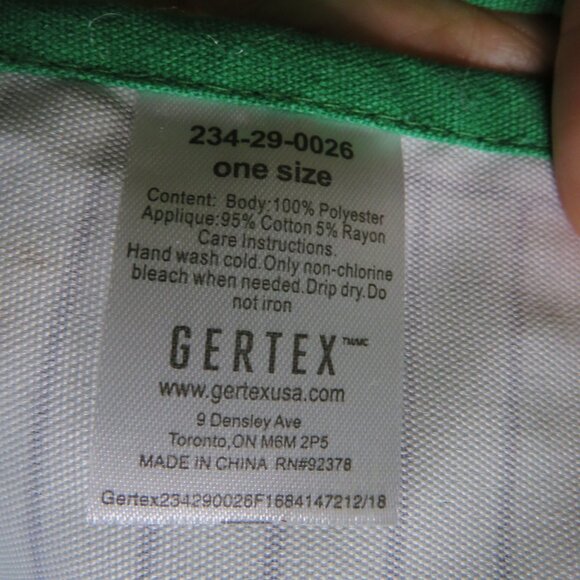 234-29-0026
one size
Content: Body:100% Polyester
Applique:95% Cotton 5% Rayon
Care Instructions.
Hand wash cold.Only non-chlorine
bleach when needed.Drip dry.Do
not iron
GERTEX™/MC
www.gertexusa.com
9 Densley Ave
Toronto,ON M6M 2P5
MADE IN CHINA RN#92378
Gertex234290026F1684147212/18